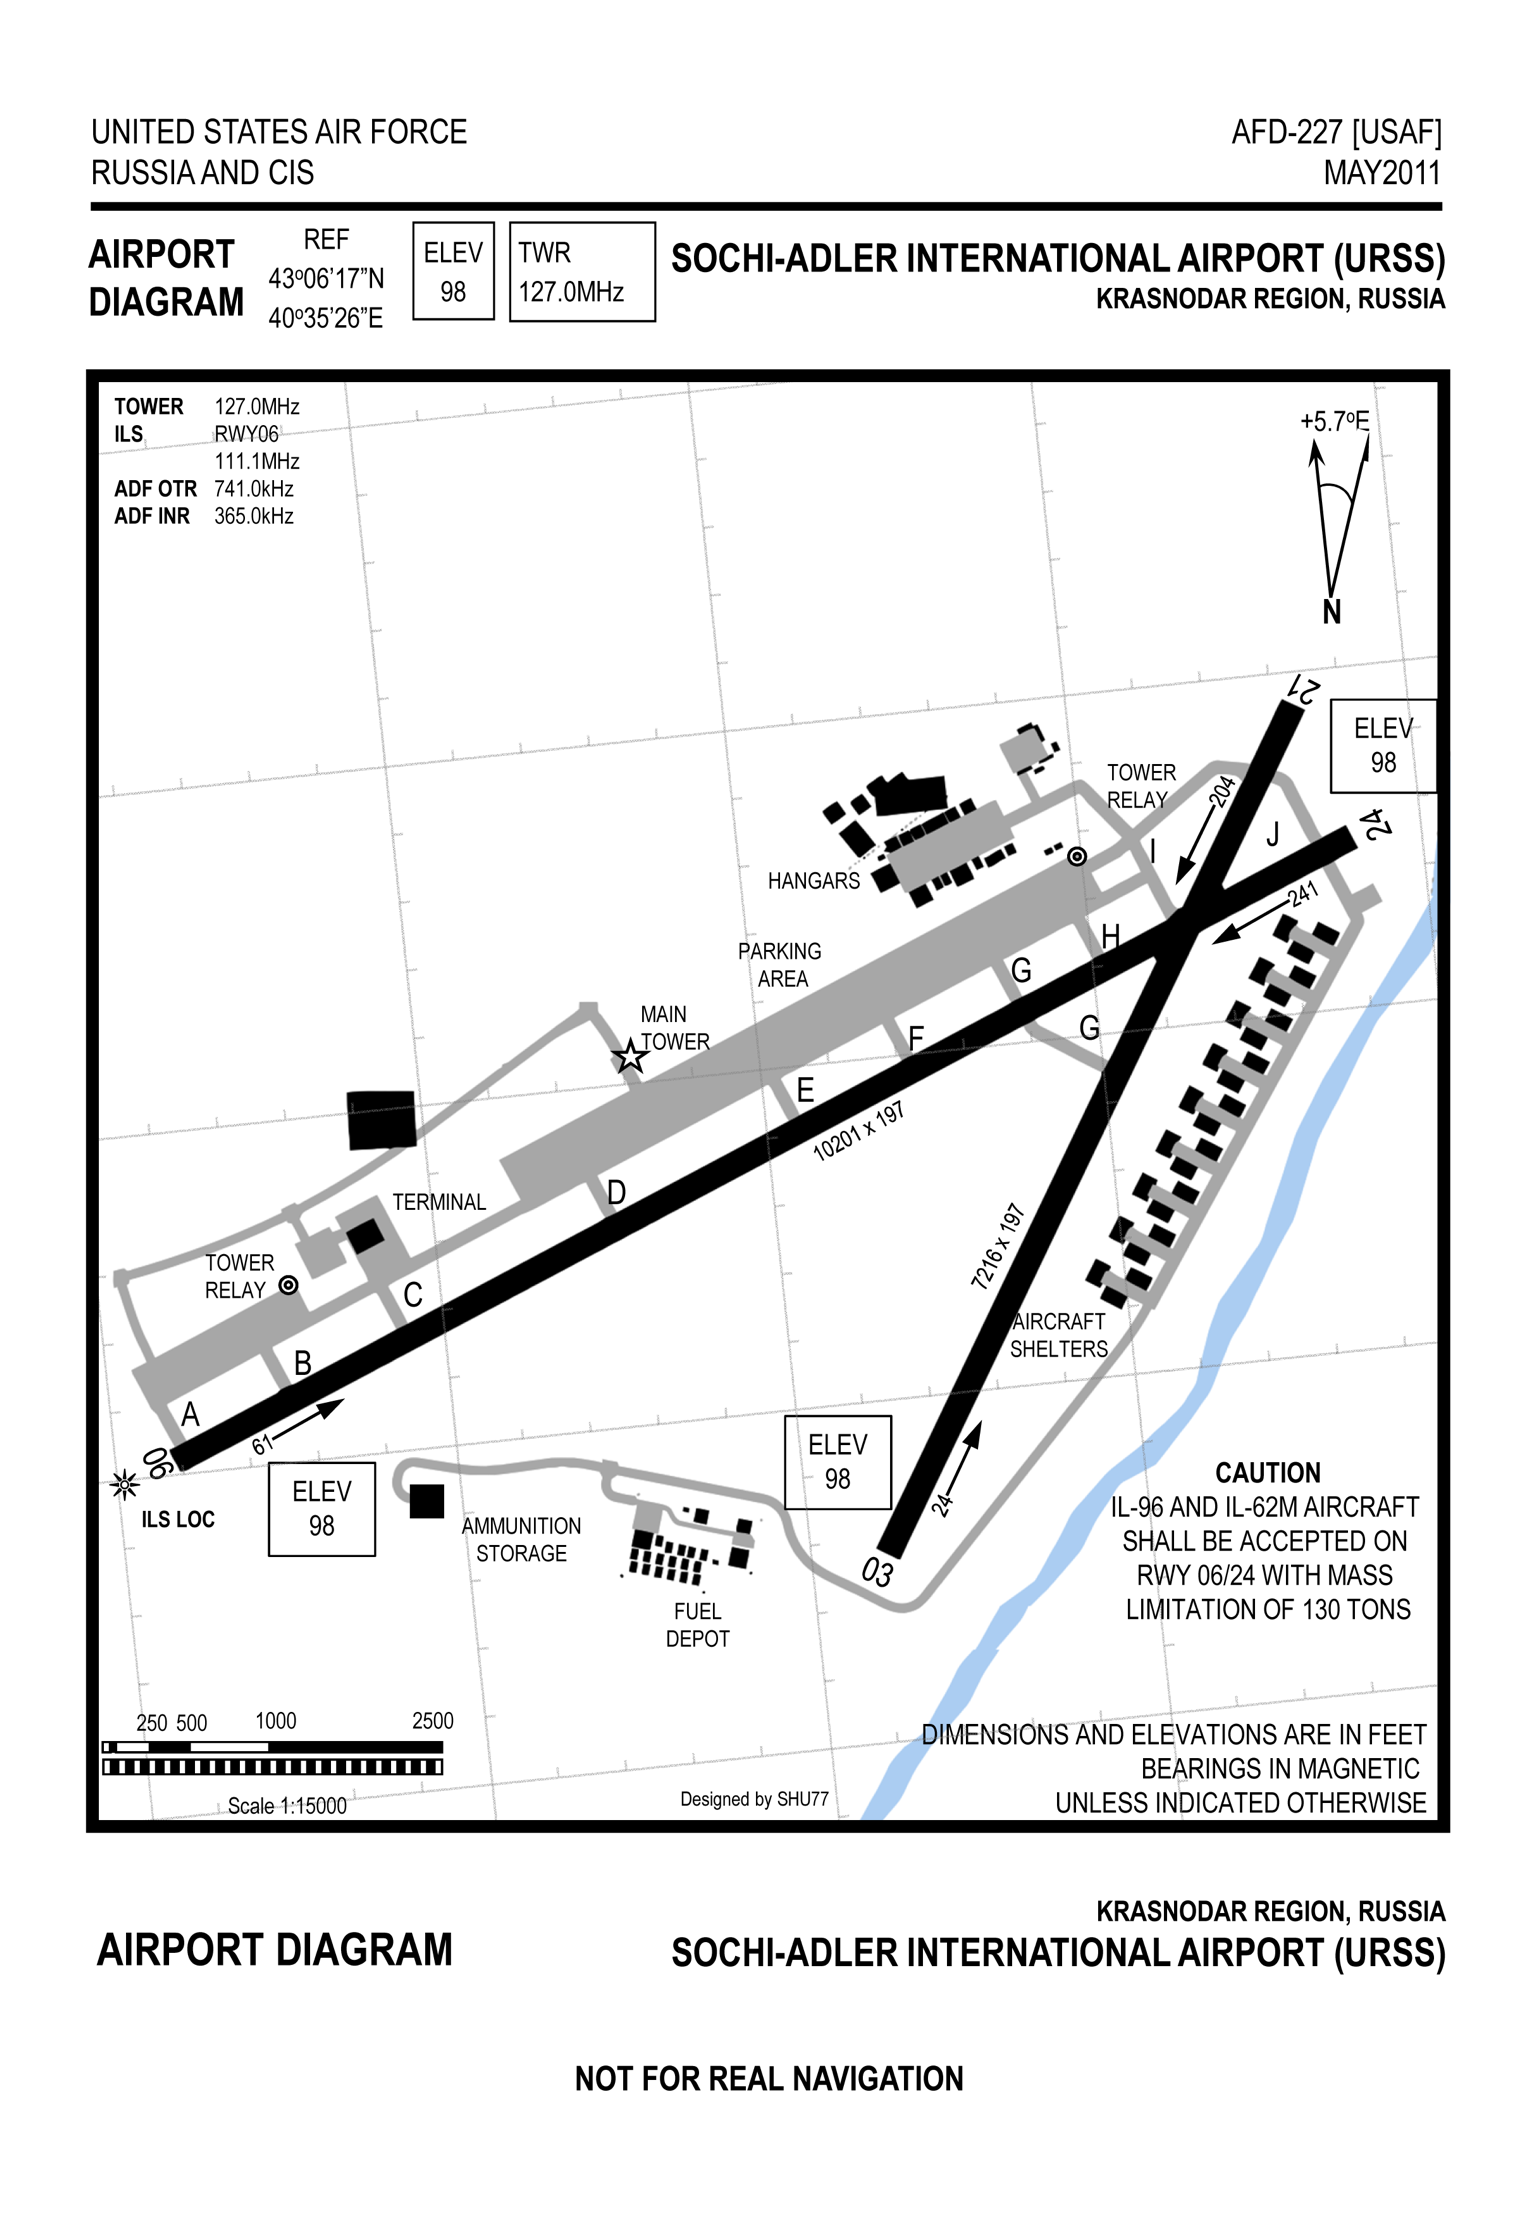 UNITED STATES AIR FORCE
RUSSIA AND CIS
AFD-227 [USAF]
MAY2011
AIRPORT
DIAGRAM
REF
43º06’17”N
40º35’26”E
ELEV
98
TWR
127.0MHz
SOCHI-ADLER INTERNATIONAL AIRPORT (URSS)
KRASNODAR REGION, RUSSIA
TOWER 127.0MHz
ILS RWY06
111.1MHz
ADF OTR 741.0kHz
ADF INR 365.0kHz
+5.7ºE
N
21
ELEV
98
TOWER
RELAY
204
24
J
I
HANGARS
241
H
PARKING
AREA
G
MAIN
TOWER
G
F
E
10201 x 197
D
TERMINAL
7216 x 197
TOWER
RELAY
C
AIRCRAFT
SHELTERS
B
A
61
06
ELEV
98
ILS LOC
ELEV
98
24
03
AMMUNITION
STORAGE
FUEL
DEPOT
CAUTION
IL-96 AND IL-62M AIRCRAFT
SHALL BE ACCEPTED ON
RWY 06/24 WITH MASS
LIMITATION OF 130 TONS
250 500 1000 2500
Scale 1:15000
Designed by SHU77
DIMENSIONS AND ELEVATIONS ARE IN FEET
BEARINGS IN MAGNETIC
UNLESS INDICATED OTHERWISE
KRASNODAR REGION, RUSSIA
AIRPORT DIAGRAM
SOCHI-ADLER INTERNATIONAL AIRPORT (URSS)
NOT FOR REAL NAVIGATION